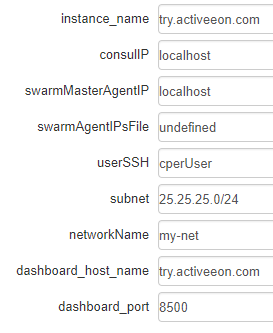 instance_name try.activeeon.com
consulIP localhost
swarmMasterAgentIP localhost
swarmAgentIPsFile undefined
userSSH cperUser
subnet 25.25.25.0/24
networkName my-net
dashboard_host_name try.activeeon.com
dashboard_port 8500